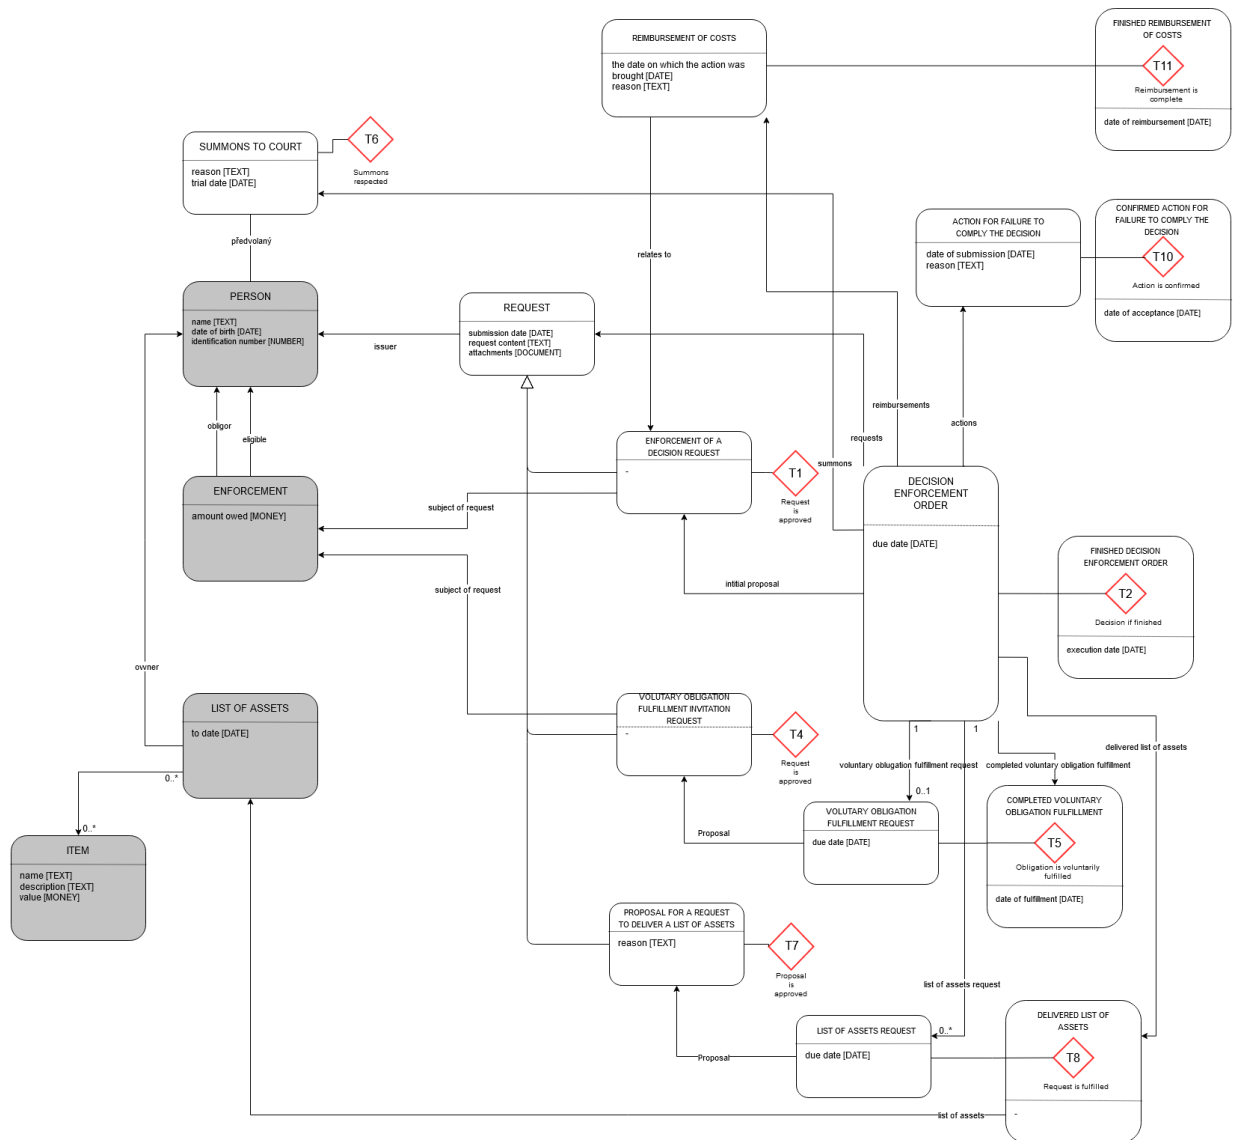 REIMBURSEMENT OF COSTS
the date on which the action was
brought [DATE]
reason [TEXT]
FINISHED REIMBURSEMENT
OF COSTS
T11
Reimbursement is
complete
date of reimbursement [DATE]
SUMMONS TO COURT
reason [TEXT]
trial date [DATE]
T6
Summons
respected
předvolaný
relates to
ACTION FOR FAILURE TO
COMPLY THE DECISION
date of submission [DATE]
reason [TEXT]
CONFIRMED ACTION FOR
FAILURE TO COMPLY THE
DECISION
T10
Action is confirmed
date of acceptance [DATE]
PERSON
name [TEXT]
date of birth [DATE]
identification number [NUMBER]
issuer
REQUEST
submission date [DATE]
request content [TEXT]
attachments [DOCUMENT]
reimbursements
actions
requests
summons
obligor
eligible
ENFORCEMENT
amount owed [MONEY]
subject of request
subject of request
ENFORCEMENT OF A
DECISION REQUEST
-
T1
Request
is
approved
DECISION
ENFORCEMENT
ORDER
due date [DATE]
intitial proposal
FINISHED DECISION
ENFORCEMENT ORDER
T2
Decision if finished
execution date [DATE]
owner
LIST OF ASSETS
to date [DATE]
0..*
0..*
ITEM
name [TEXT]
description [TEXT]
value [MONEY]
VOLUTARY OBLIGATION
FULFILLMENT INVITATION
REQUEST
-
T4
Request
is
approved
1
1
voluntary oblugation fulfillment request
completed voluntary obligation fulfillment
delivered list of assets
0..1
VOLUTARY OBLIGATION
FULFILLMENT REQUEST
due date [DATE]
Proposal
COMPLETED VOLUNTARY
OBLIGATION FULFILLMENT
T5
Obligation is voluntarily
fulfilled
date of fulfillment [DATE]
PROPOSAL FOR A REQUEST
TO DELIVER A LIST OF ASSETS
reason [TEXT]
T7
Proposal
is
approved
list of assets request
0..*
LIST OF ASSETS REQUEST
due date [DATE]
Proposal
DELIVERED LIST OF
ASSETS
T8
Request is fulfilled
-
list of assets